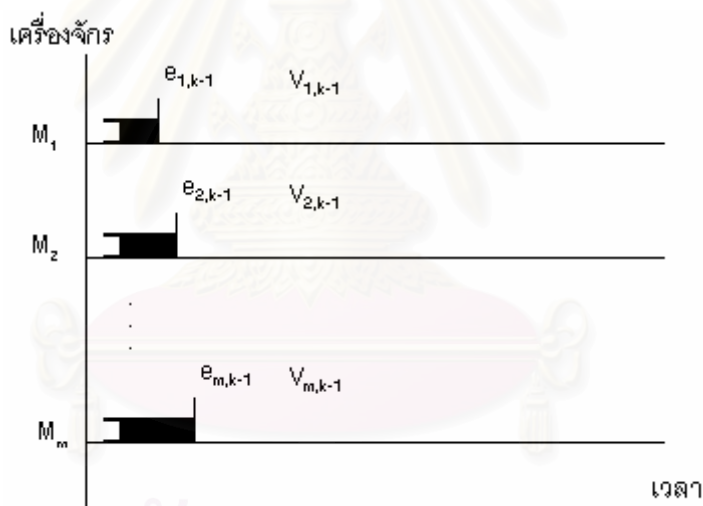 เครื่องจักร
e1,k-1 V1,k-1
M1
e2,k-1 V2,k-1
M2
em,k-1 Vm,k-1
Mm
เวลา